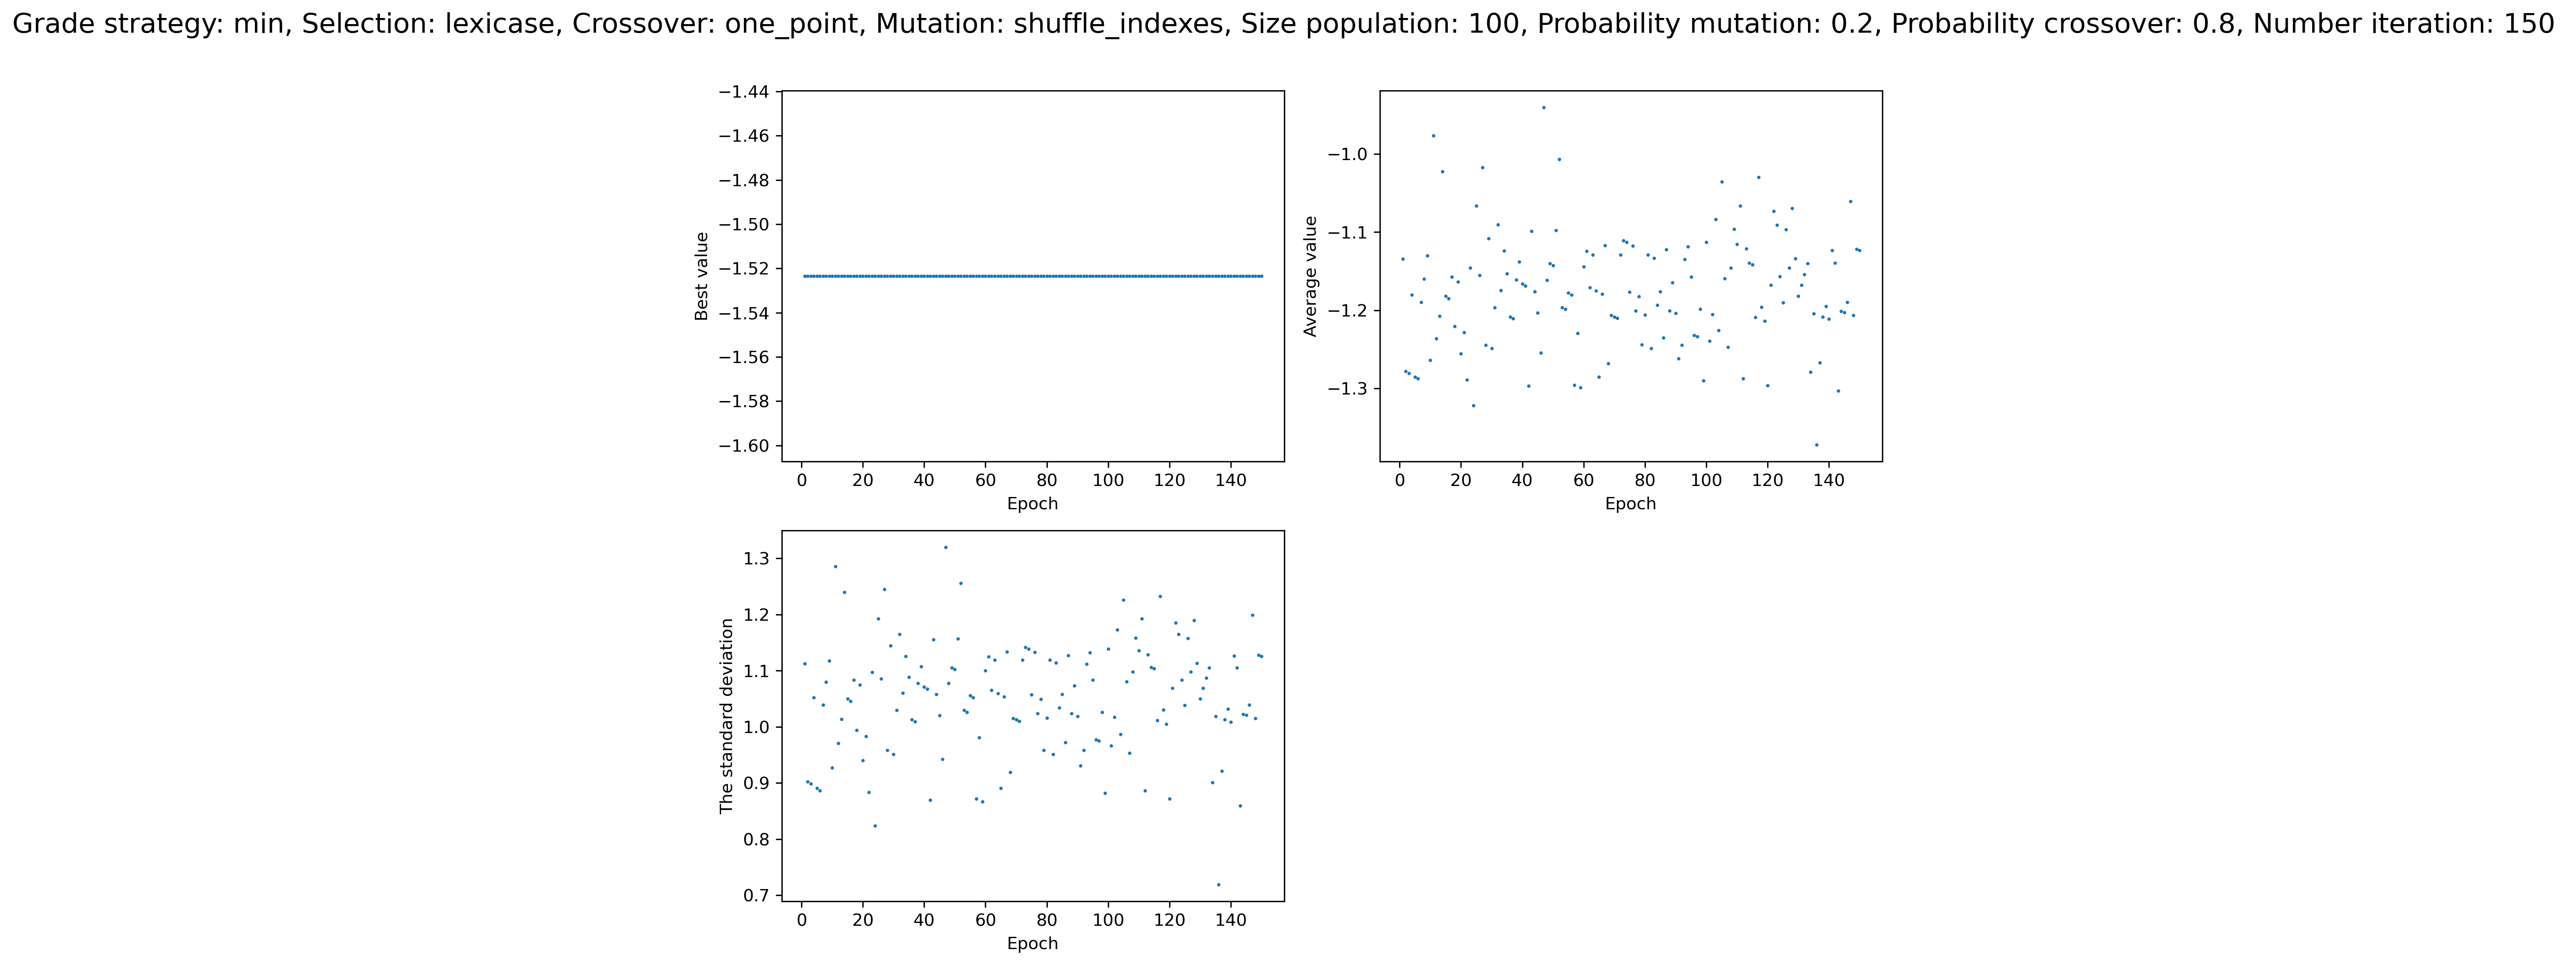 Grade strategy: min, Selection: lexicase, Crossover: one_point, Mutation: shuffle_indexes, Size population: 100, Probability mutation: 0.2, Probability crossover: 0.8, Number iteration: 150
−1.44
−1.46
−1.48
−1.50
−1.52
−1.54
−1.56
−1.58
−1.60
Best value
0 20 40 60 80 100 120 140
Epoch
−1.0
−1.1
−1.2
−1.3
Average value
0 20 40 60 80 100 120 140
Epoch
1.3
1.2
1.1
1.0
0.9
0.8
0.7
The standard deviation
0 20 40 60 80 100 120 140
Epoch